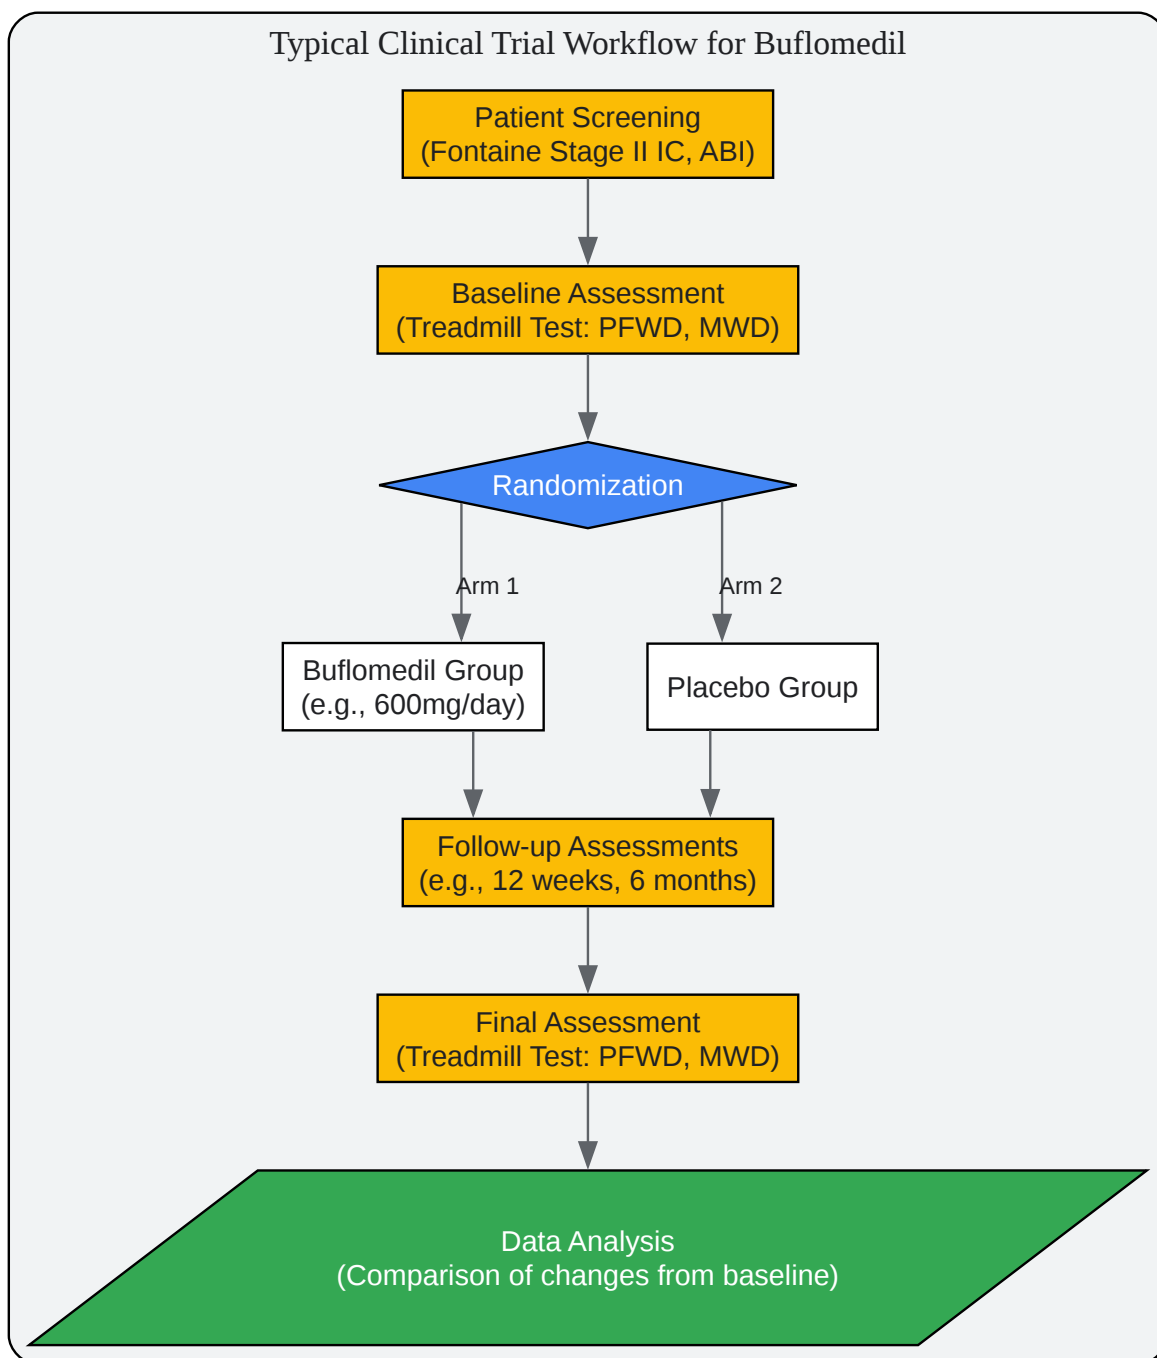 Typical Clinical Trial Workflow for Buflomedil
Patient Screening
(Fontaine Stage II IC, ABI)
Baseline Assessment
(Treadmill Test: PFWD, MWD)
Randomization
Arm 1
Arm 2
Buflomedil Group
(e.g., 600mg/day)
Placebo Group
Follow-up Assessments
(e.g., 12 weeks, 6 months)
Final Assessment
(Treadmill Test: PFWD, MWD)
Data Analysis
(Comparison of changes from baseline)